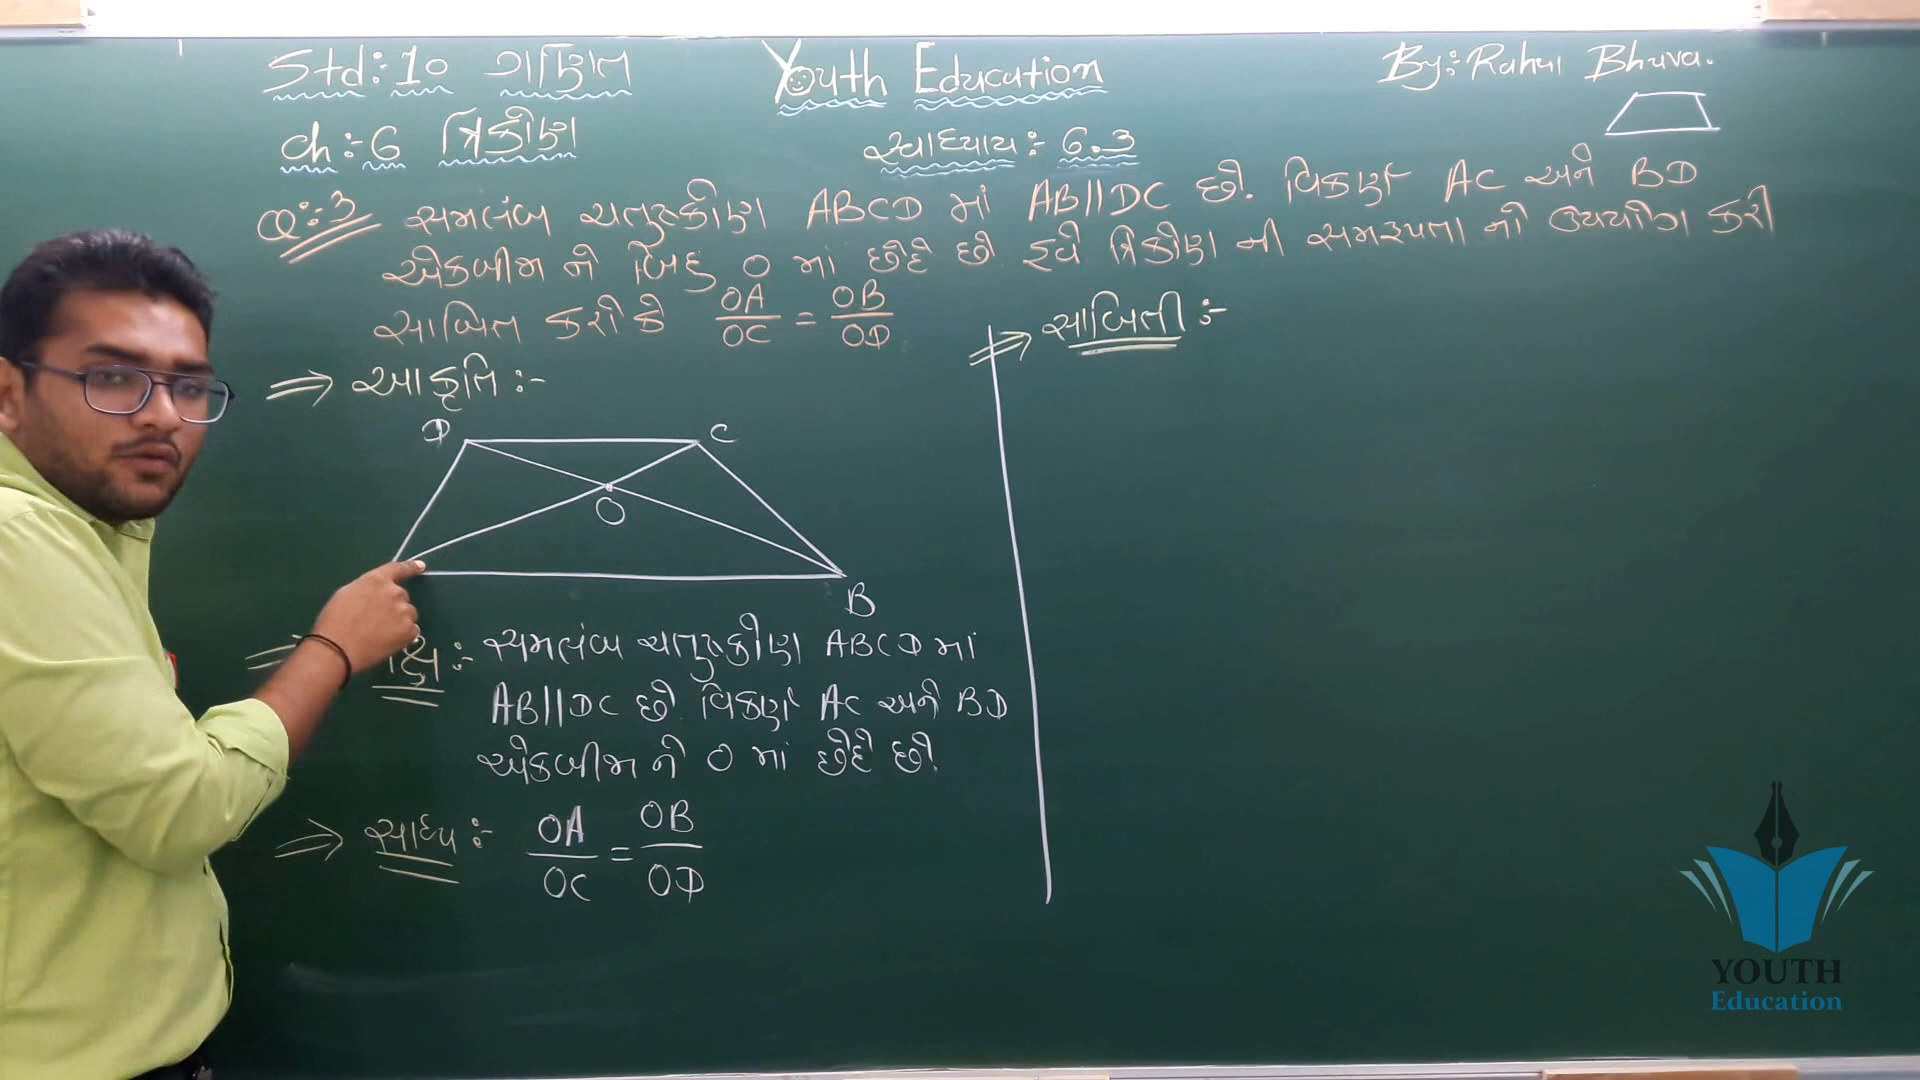 Std:- 10 ગણિત
Youth Education
By:- Rahul Bhuva.
ch:- 6 ત્રિકોણ
સ્વાધ્યાય:- 6.3
Q:-3 સમલંબ ચતુષ્કોણ ABCD માં AB||DC છે. વિકર્ણ AC અને BD
એકબીજા ને બિંદુ O માં છેદે છે હવે ત્રિકોણ ની સમરૂપતા નો ઉપયોગ કરી
સાબિત કરો કે OA/OC = OB/OD
⇒ આકૃતિ:-
D C
O
B
ક્ષ:- સમલંબ ચતુષ્કોણ ABCD માં
AB||DC છે. વિકર્ણ AC અને BD
એકબીજા ને O માં છેદે છે.
⇒ સાધ્ય:- OA/OC = OB/OD
⇒ સાબિતી:-
YOUTH
Education